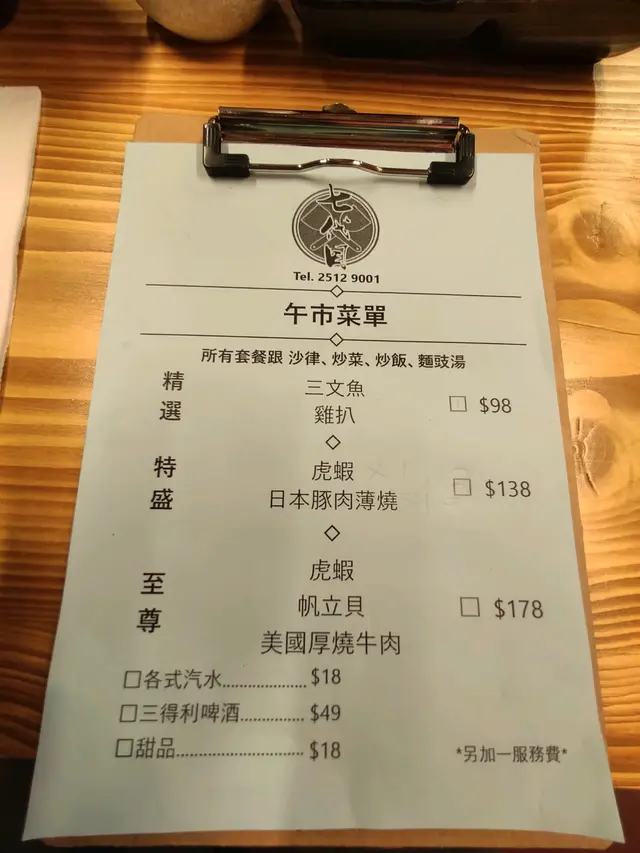 七代目
Tel. 2512 9001
午市菜單
所有套餐跟 沙律、炒菜、炒飯、麵豉湯
精選
三文魚
雞扒
□ $98
特盛
虎蝦
日本豚肉薄燒
□ $138
至尊
虎蝦
帆立貝
美國厚燒牛肉
□ $178
□各式汽水..................... $18
□三得利啤酒................ $49
□甜品................................ $18
*另加一服務費*